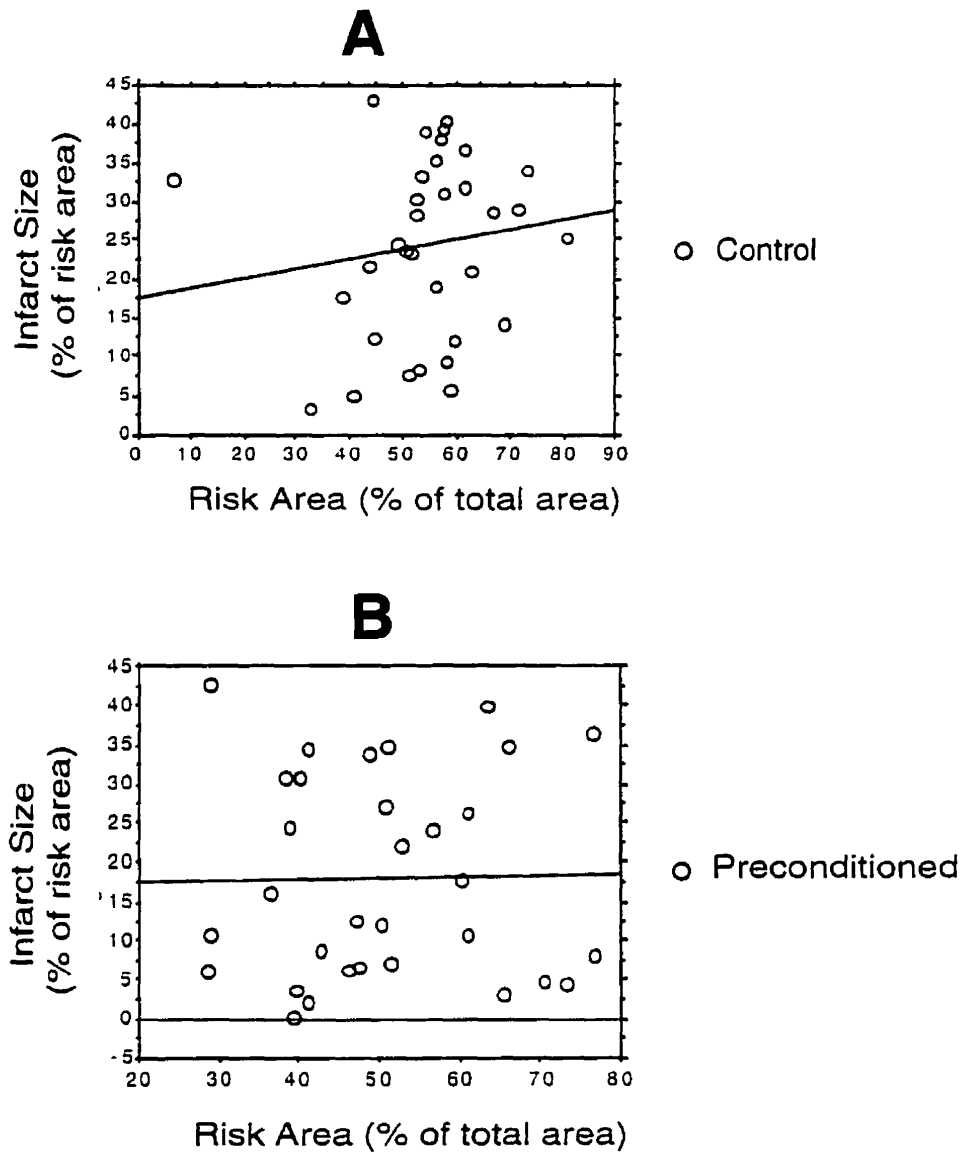 A
45
40
35
30
25
20
15
10
5
0
0 10 20 30 40 50 60 70 80 90
Infarct Size
(% of risk area)
Risk Area (% of total area)
Control
B
45
40
35
30
25
20
15
10
5
0
-5
20 30 40 50 60 70 80
Infarct Size
(% of risk area)
Risk Area (% of total area)
Preconditioned